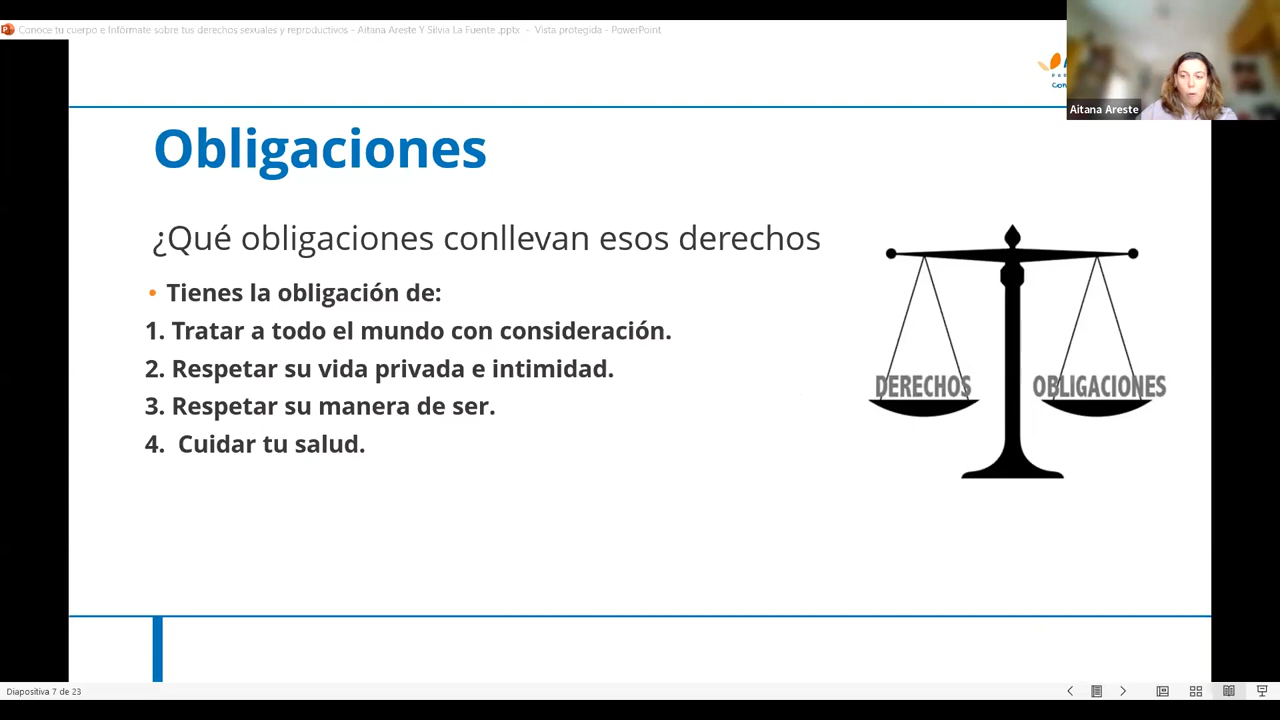 Conoce tu cuerpo e Infórmate sobre tus derechos sexuales y reproductivos - Aitana Areste Y Silvia La Fuente .pptx - Vista protegida - PowerPoint
Aitana Areste
Obligaciones
¿Qué obligaciones conllevan esos derechos
• Tienes la obligación de:
1. Tratar a todo el mundo con consideración.
2. Respetar su vida privada e intimidad.
3. Respetar su manera de ser.
4. Cuidar tu salud.
DERECHOS
OBLIGACIONES
Diapositiva 7 de 23